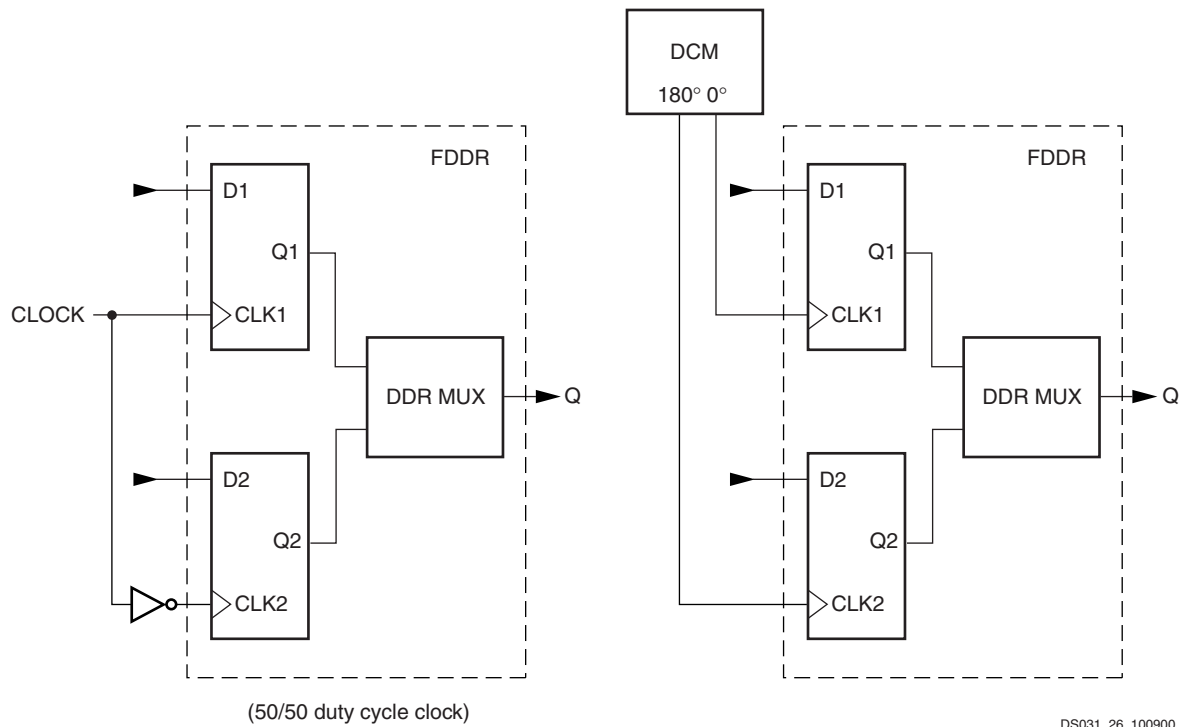 DCM
180° 0°
FDDR
D1
Q1
CLOCK
CLK1
DDR MUX
Q
D2
Q2
CLK2
(50/50 duty cycle clock)
FDDR
D1
Q1
CLK1
DDR MUX
Q
D2
Q2
CLK2
DS031_26_100900